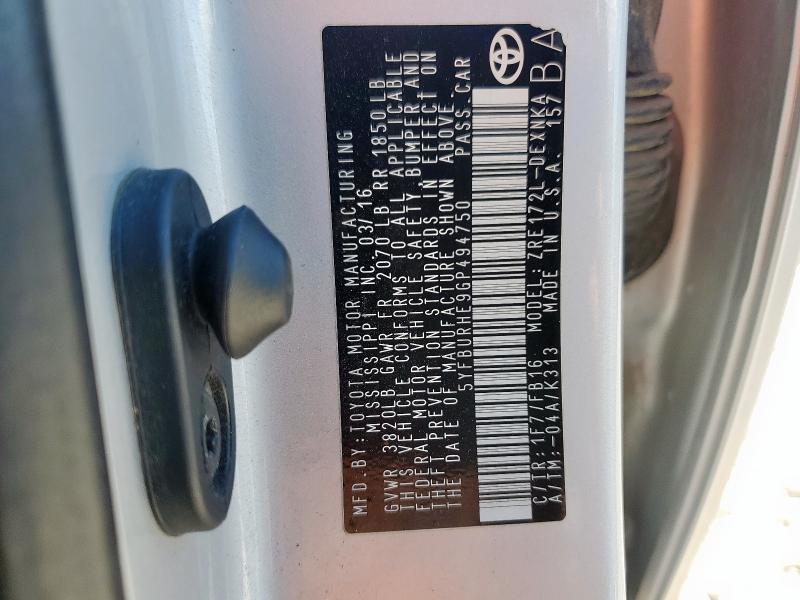 MFD. BY: TOYOTA MOTOR MANUFACTURING
MISSISSIPPI INC. 03/16
GVWR 3820LB GAWR FR 2070 LB RR 1850LB
THIS VEHICLE CONFORMS TO ALL APPLICABLE
FEDERAL MOTOR VEHICLE SAFETY, BUMPER AND
THEFT PREVENTION STANDARDS IN EFFECT ON
THE DATE OF MANUFACTURE SHOWN ABOVE.
5YFBURHE9GP494750 PASS. CAR
C/TR: 1F7/FB16 MODEL: ZRE172L-DEXNKA
A/TM: -04A/K313 MADE IN U.S.A. 157 BA